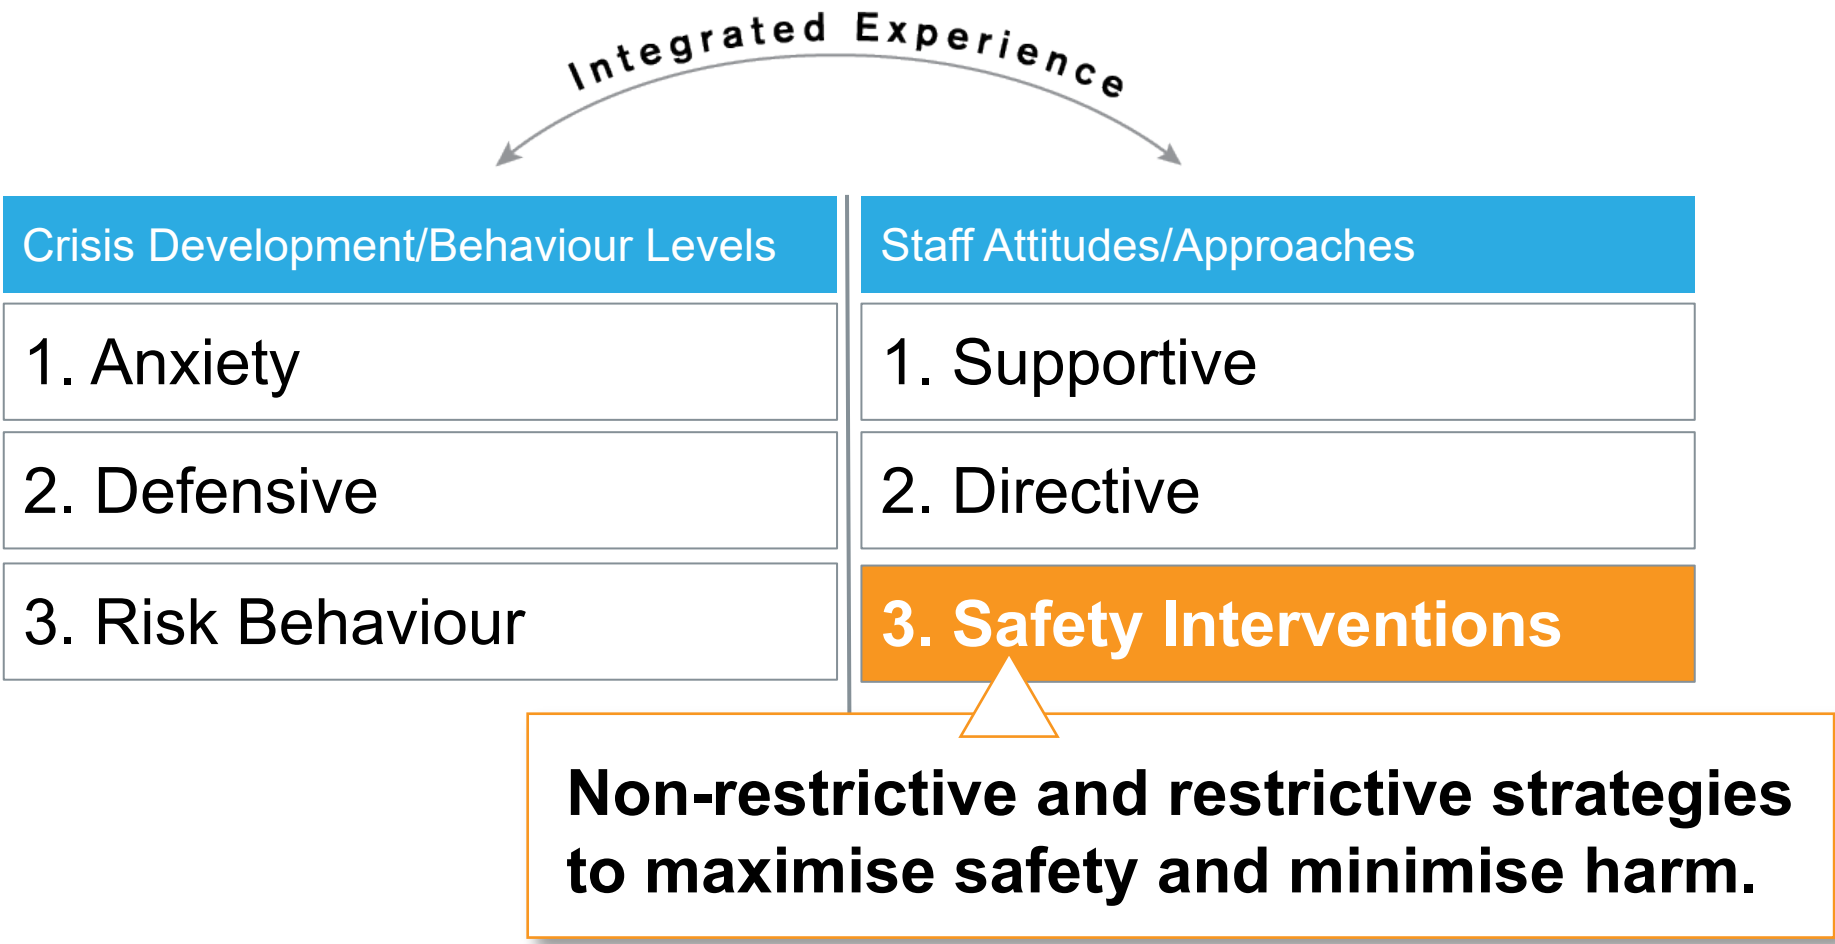 Integrated Experience
Crisis Development/Behaviour Levels
Staff Attitudes/Approaches
1. Anxiety
1. Supportive
2. Defensive
2. Directive
3. Risk Behaviour
3. Safety Interventions
Non-restrictive and restrictive strategies
to maximise safety and minimise harm.